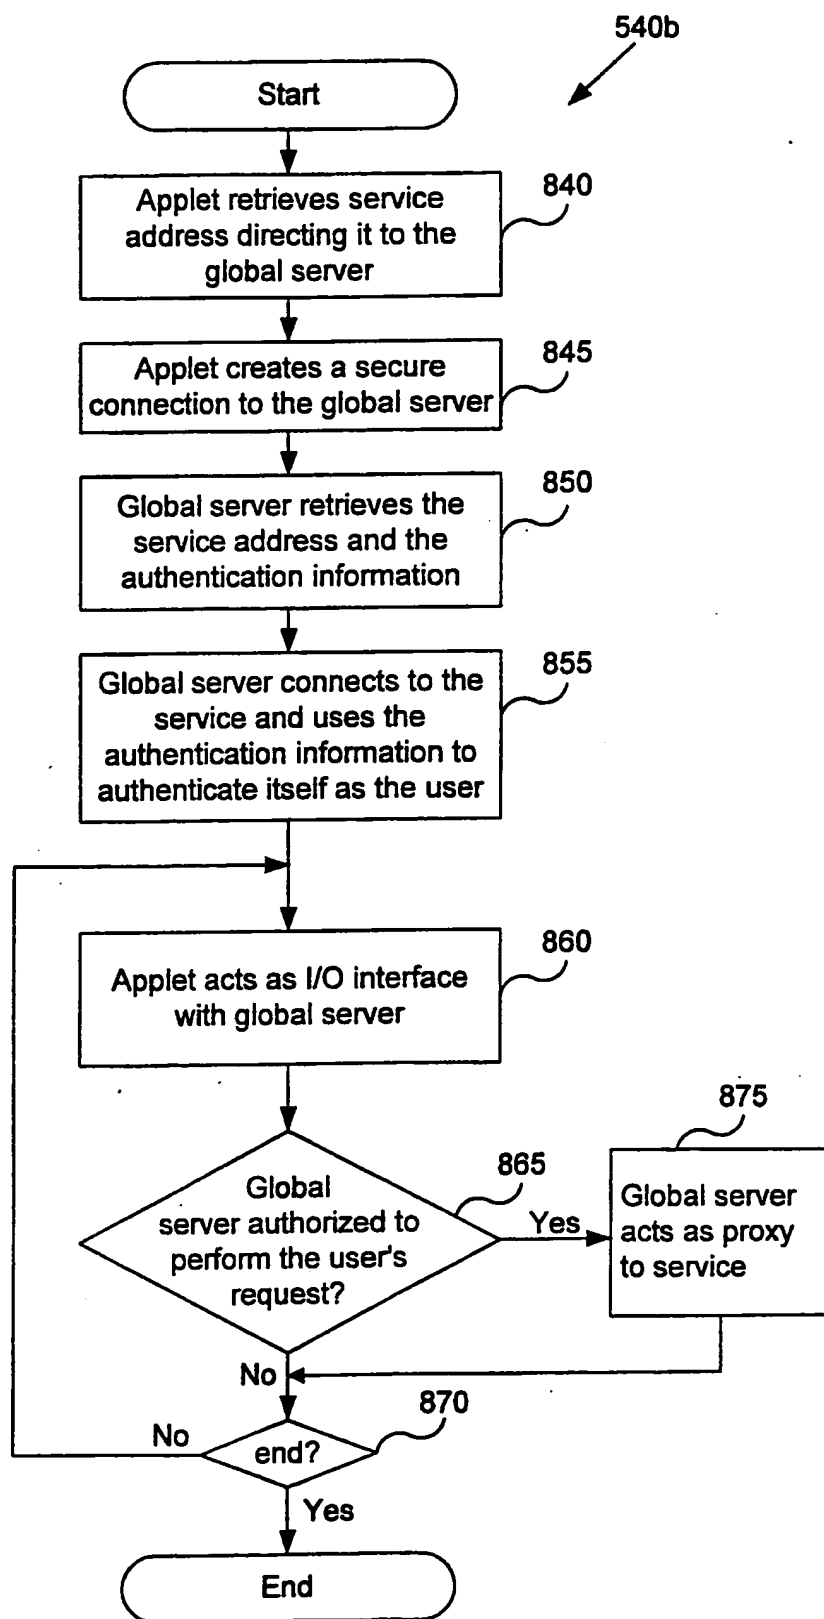 540b
Start
840
Applet retrieves service
address directing it to the
global server
845
Applet creates a secure
connection to the global server
850
Global server retrieves the
service address and the
authentication information
855
Global server connects to the
service and uses the
authentication information to
authenticate itself as the user
860
Applet acts as I/O interface
with global server
865
Global
server authorized to
perform the user's
request?
Yes
875
Global server
acts as proxy
to service
No
870
end?
No
Yes
End